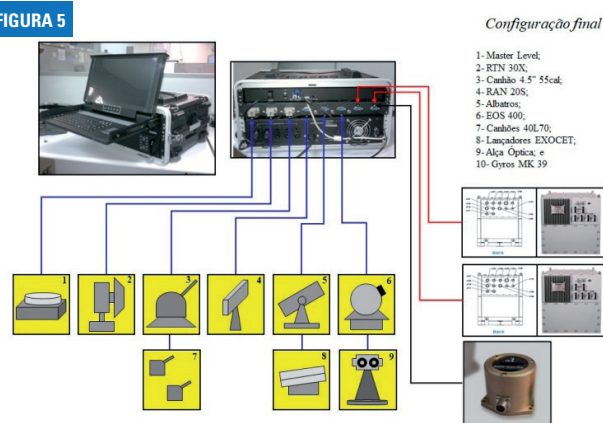 FIGURA 5
Configuração final
1- Master Level;
2- RTN 30X;
3- Canhão 4.5" 55cal;
4- RAN 20S;
5- Albatros;
6- EOS 400;
7- Canhões 40L70;
8- Lançadores EXOCET;
9- Alça Óptica; e
10- Gyros MK 39
1
2
3
4
5
6
7
8
9